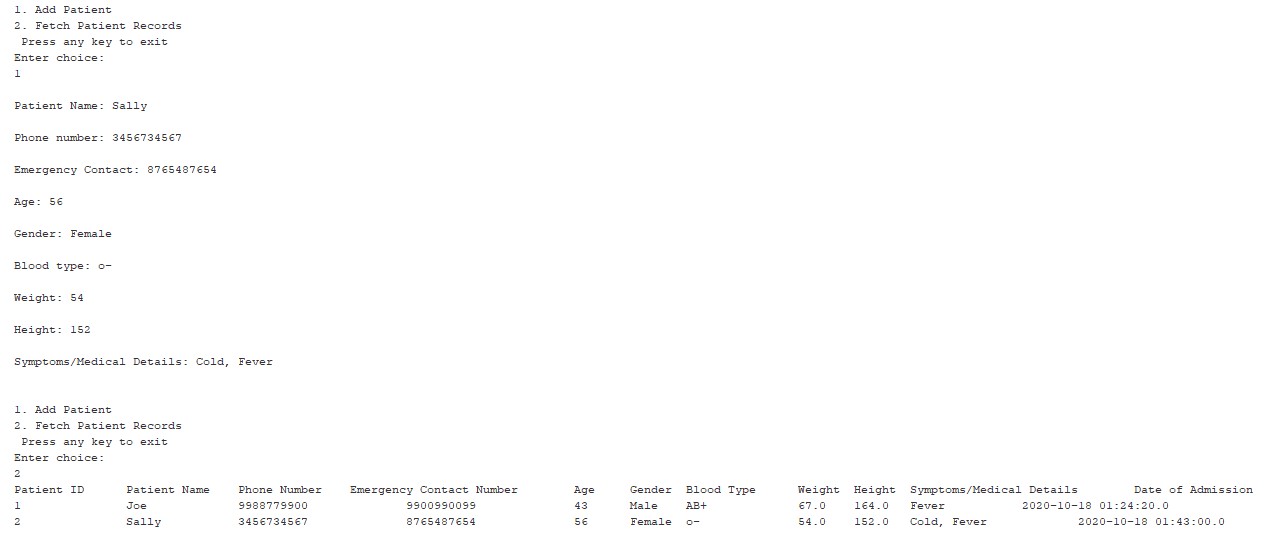 1. Add Patient
2. Fetch Patient Records
Press any key to exit
Enter choice:
1
Patient Name: Sally
Phone number: 3456734567
Emergency Contact: 8765487654
Age: 56
Gender: Female
Blood type: o-
Weight: 54
Height: 152
Symptoms/Medical Details: Cold, Fever
1. Add Patient
2. Fetch Patient Records
Press any key to exit
Enter choice:
2
Patient ID Patient Name Phone Number Emergency Contact Number Age Gender Blood Type Weight Height Symptoms/Medical Details Date of Admission
1 Joe 9988779900 9900990099 43 Male AB+ 67.0 164.0 Fever 2020-10-18 01:24:20.0
2 Sally 3456734567 8765487654 56 Female o- 54.0 152.0 Cold, Fever 2020-10-18 01:43:00.0